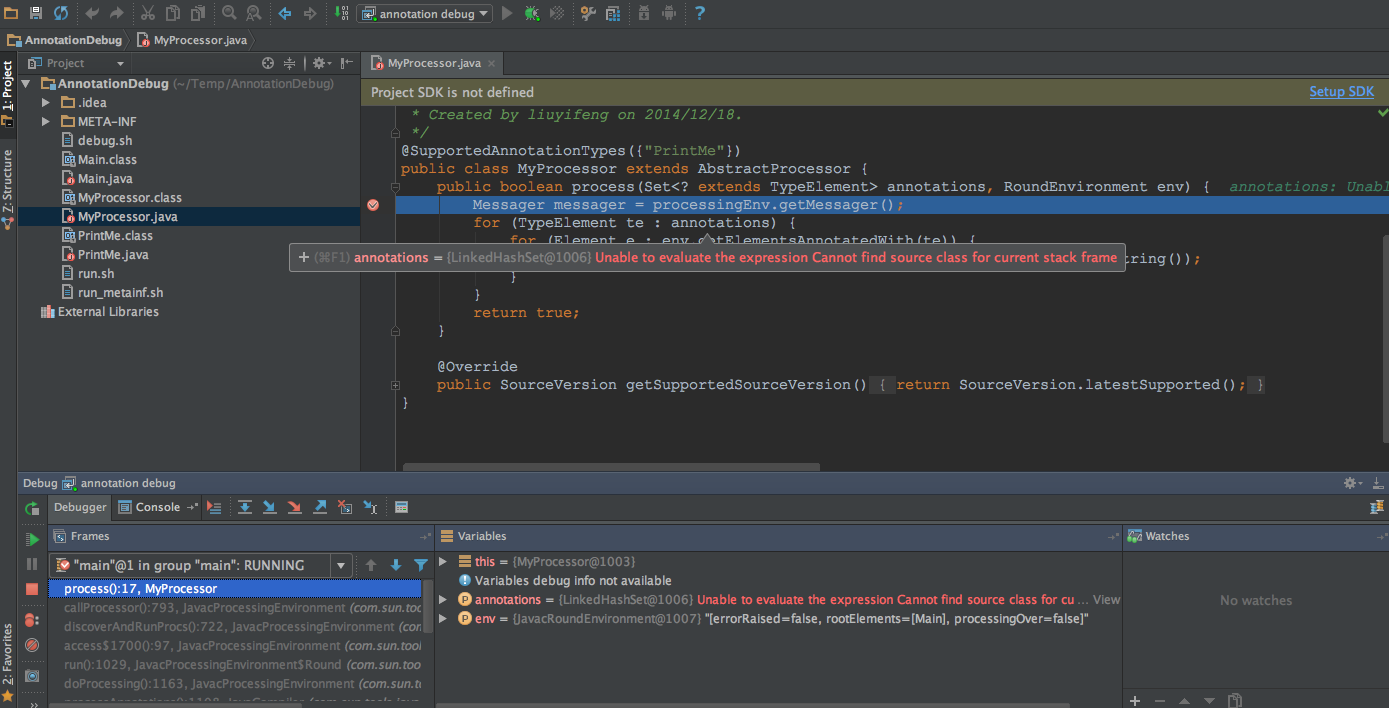 annotation debug
AnnotationDebug MyProcessor.java
Project
MyProcessor.java
1: Project
Z: Structure
2: Favorites
AnnotationDebug (~/Temp/AnnotationDebug)
.idea
META-INF
debug.sh
Main.class
Main.java
MyProcessor.class
MyProcessor.java
PrintMe.class
PrintMe.java
run.sh
run_metainf.sh
External Libraries
Project SDK is not defined Setup SDK
* Created by liuyifeng on 2014/12/18.
*/
@SupportedAnnotationTypes({"PrintMe"})
public class MyProcessor extends AbstractProcessor {
public boolean process(Set<? extends TypeElement> annotations, RoundEnvironment env) { annotations: Unabl
Messager messager = processingEnv.getMessager();
for (TypeElement te : annotations) {
for (Element e : env.getElementsAnnotatedWith(te)) {
+ (⌘F1) annotations = {LinkedHashSet@1006} Unable to evaluate the expression Cannot find source class for current stack frame ring());
}
}
return true;
}
@Override
public SourceVersion getSupportedSourceVersion() { return SourceVersion.latestSupported(); }
}
Debug annotation debug
Debugger Console
Frames
"main"@1 in group "main": RUNNING
process():17, MyProcessor
callProcessor():793, JavacProcessingEnvironment (com.sun.toc
discoverAndRunProcs():722, JavacProcessingEnvironment (con
access$1700():97, JavacProcessingEnvironment (com.sun.tool
run():1029, JavacProcessingEnvironment$Round (com.sun.tool
doProcessing():1163, JavacProcessingEnvironment (com.sun.to
Variables
this = {MyProcessor@1003}
Variables debug info not available
annotations = {LinkedHashSet@1006} Unable to evaluate the expression Cannot find source class for cu ... View
env = {JavacRoundEnvironment@1007} "[errorRaised=false, rootElements=[Main], processingOver=false]"
Watches
No watches